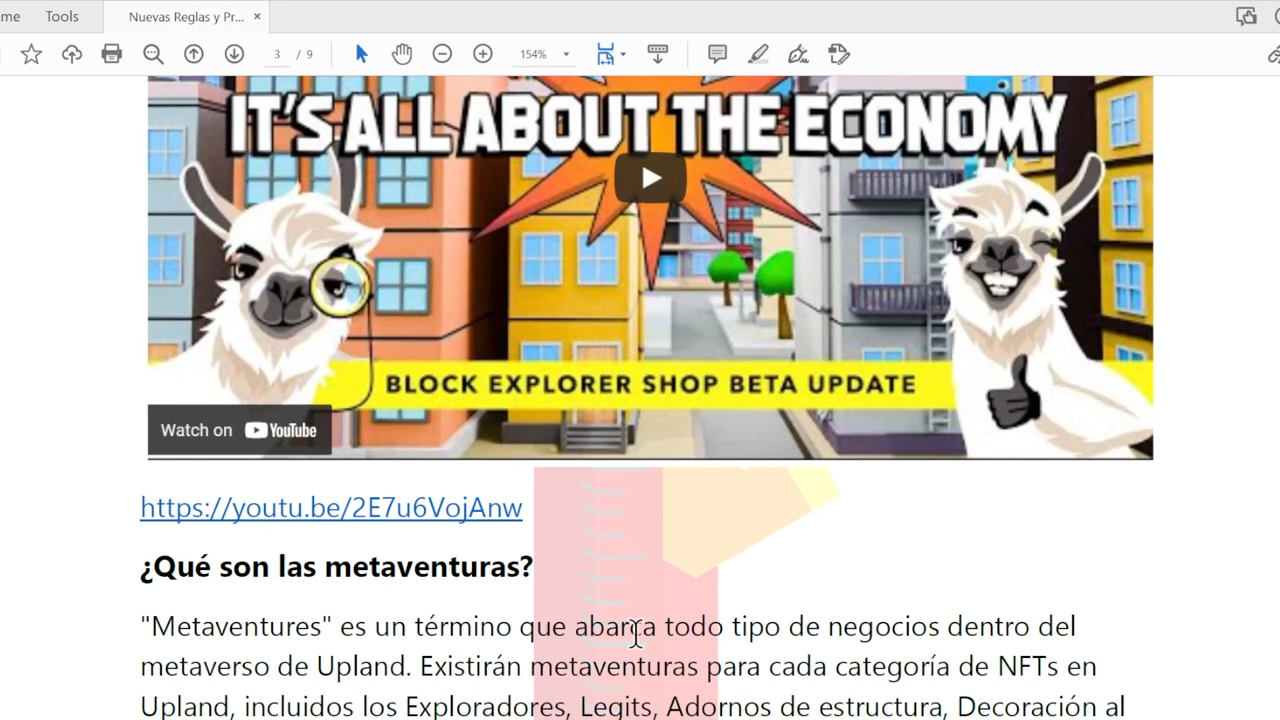 me Tools Nuevas Reglas y Pr... ×
3 / 9 154%
IT'S ALL ABOUT THE ECONOMY
BLOCK EXPLORER SHOP BETA UPDATE
Watch on YouTube
https://youtu.be/2E7u6VojAnw
¿Qué son las metaventuras?
"Metaventures" es un término que abarca todo tipo de negocios dentro del
metaverso de Upland. Existirán metaventuras para cada categoría de NFTs en
Upland, incluidos los Exploradores, Legits, Adornos de estructura, Decoración al